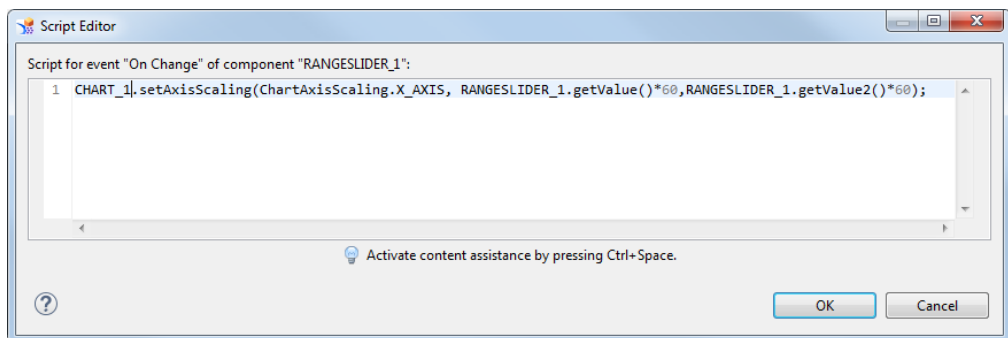 Script Editor
Script for event "On Change" of component "RANGESLIDER_1":
1 CHART_1.setAxisScaling(ChartAxisScaling.X_AXIS, RANGESLIDER_1.getValue()*60,RANGESLIDER_1.getValue2()*60);
Activate content assistance by pressing Ctrl+Space.
? OK Cancel